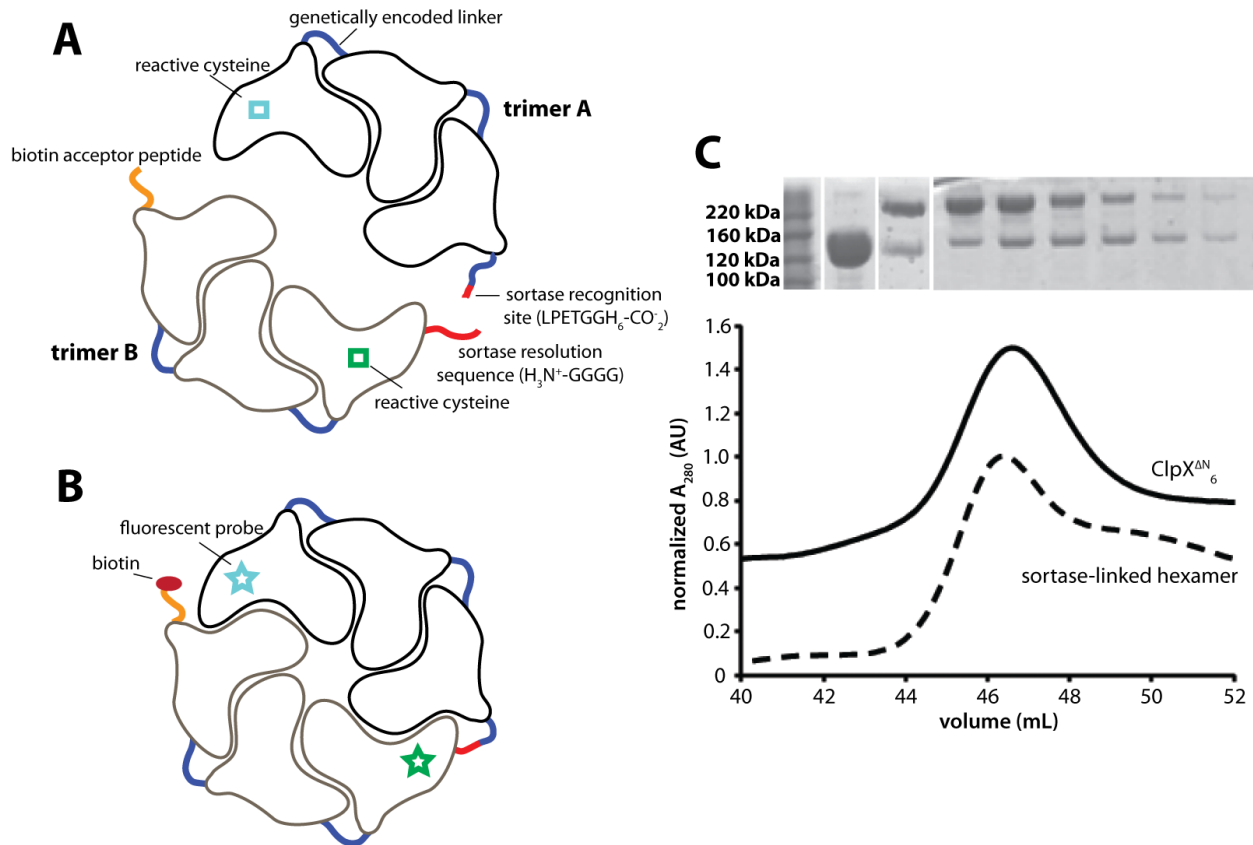 A
genetically encoded linker
reactive cysteine
trimer A
biotin acceptor peptide
sortase recognition
site (LPETGGH₆-CO⁻₂)
trimer B
sortase resolution
sequence (H₃N⁺-GGGG)
reactive cysteine
B
fluorescent probe
biotin
C
220 kDa
160 kDa
120 kDa
100 kDa
1.6
1.4
1.2
1.0
0.8
0.6
0.4
0.2
0
normalized A₂₈₀ (AU)
ClpX^ΔN₆
sortase-linked hexamer
40 42 44 46 48 50 52
volume (mL)